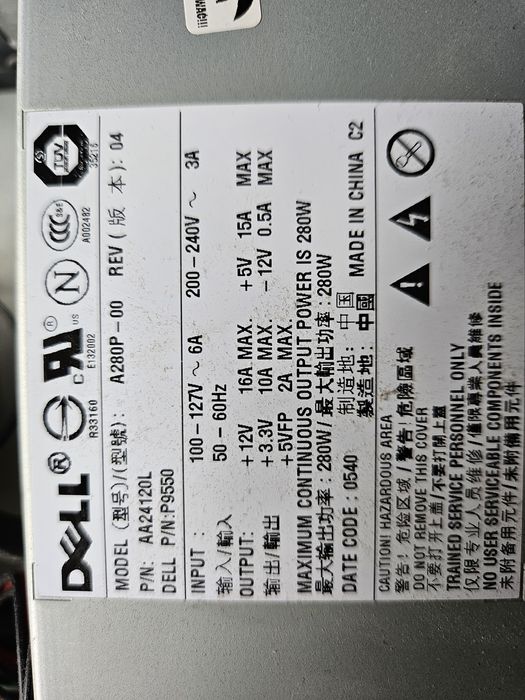 DELL®
R33160
C UL US ®
E132002
N
CCC S&E
A002482
TUV
MODEL (型号)/(型號): A280P-00 REV (版本): 04
P/N: AA24120L
DELL P/N:P9550
INPUT: 100-127V ~ 6A 200-240V ~ 3A
输入/輸入 50-60Hz
OUTPUT: +12V 16A MAX. +5V 15A MAX
输出/輸出 +3.3V 10A MAX. -12V 0.5A MAX
+5VFP 2A MAX.
MAXIMUM CONTINUOUS OUTPUT POWER IS 280W
最大输出功率:280W/最大輸出功率:280W
制造地: 中国
DATE CODE: 0540 製造地: 中國 MADE IN CHINA C2
CAUTION! HAZARDOUS AREA
警告! 危险区域/警告! 危險區域
DO NOT REMOVE THIS COVER
不要打开上盖/不要打開上蓋
TRAINED SERVICE PERSONNEL ONLY
仅限专业人员维修/僅限專業人員維修
NO USER SERVICEABLE COMPONENTS INSIDE
未附备用元件/未附備用元件